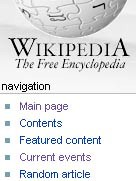 WIKIPEDIA
The Free Encyclopedia
navigation
Main page
Contents
Featured content
Current events
Random article